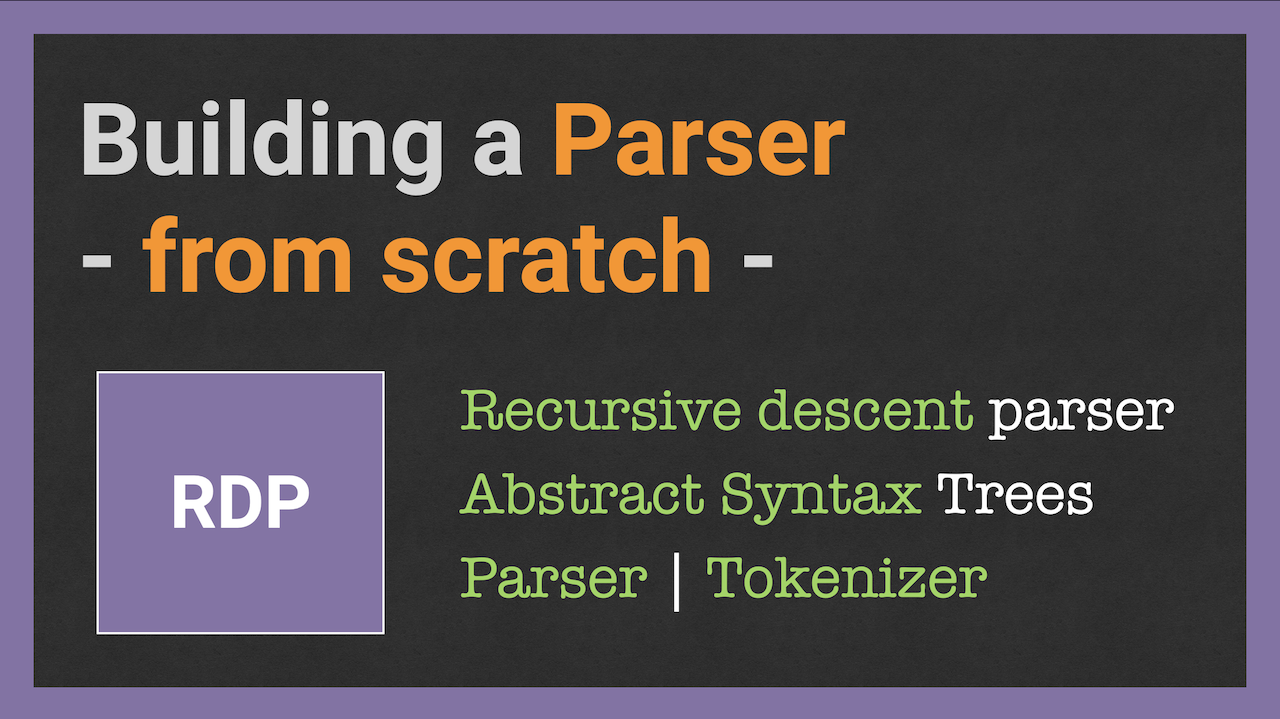 Building a Parser
- from scratch -
RDP
Recursive descent parser
Abstract Syntax Trees
Parser | Tokenizer